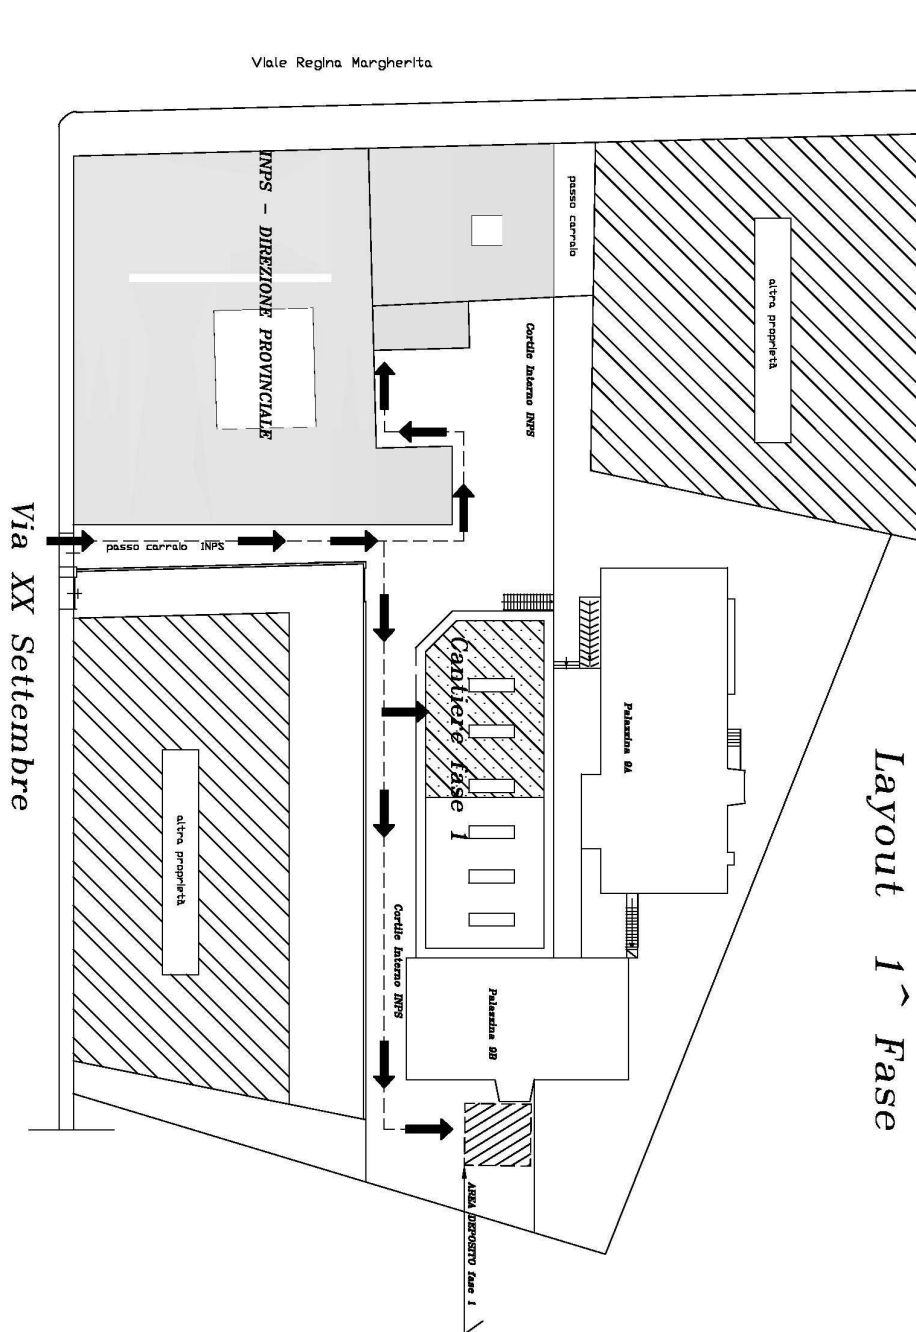 Viale Regina Margherita
passo carraio
INPS - DIREZIONE PROVINCIALE
altra proprietà
Cortile Interno INPS
passo carraio INPS
Via XX Settembre
Cantiere fase 1
Palazzina 9A
Layout 1^ Fase
altra proprietà
Cortile Interno INPS
Palazzina 9B
AREA DEPOSITO fase 1